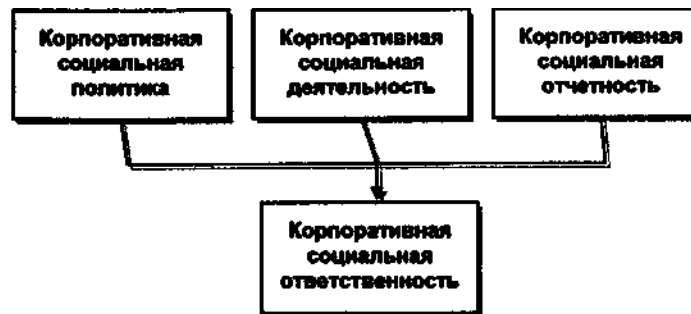 Корпоративная
социальная
политика
Корпоративная
социальная
деятельность
Корпоративная
социальная
отчетность
Корпоративная
социальная
ответственность